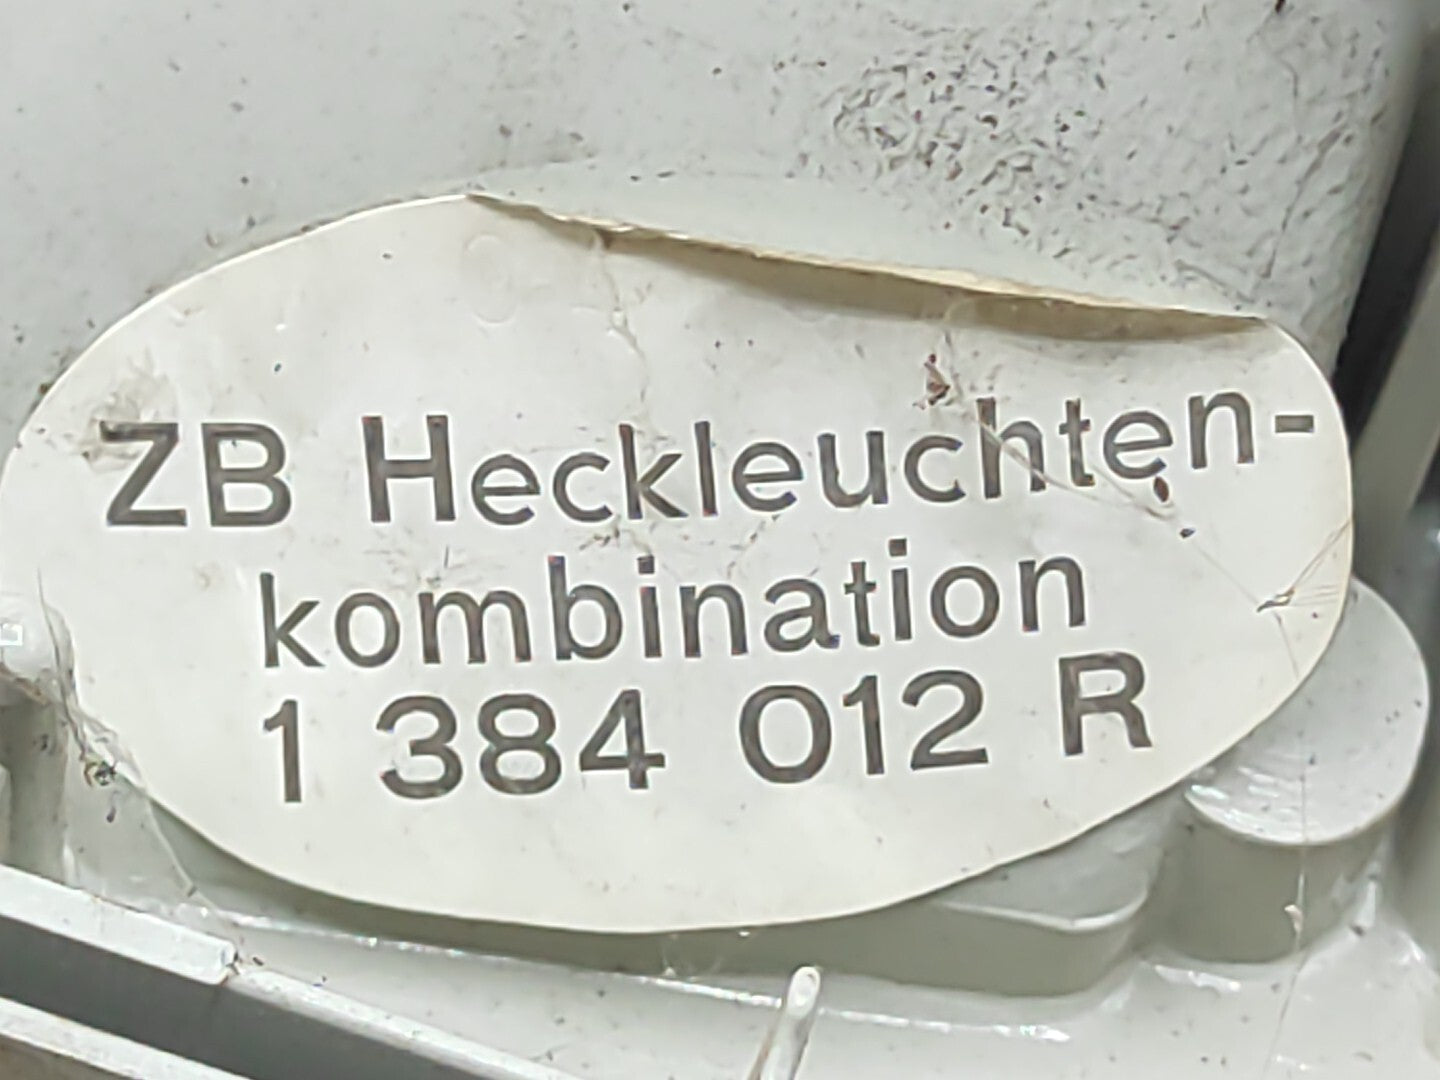 ZB Heckleuchten-
kombination
1 384 012 R